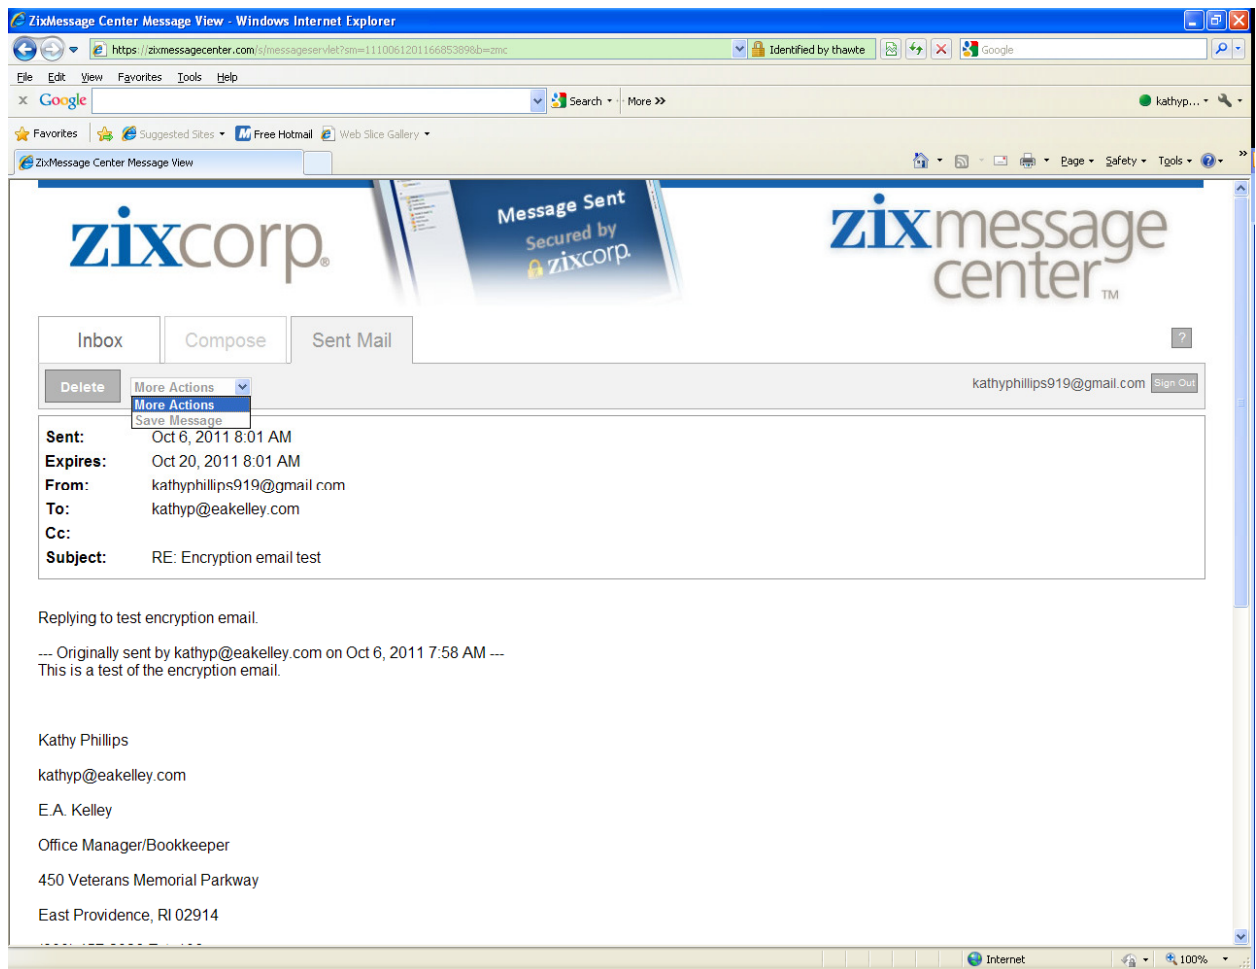 ZixMessage Center Message View - Windows Internet Explorer
https://zixmessagecenter.com/s/messageservlet?sm=1110061201166853898&b=zmc
Identified by thawte
Google
File Edit View Favorites Tools Help
x Google Search More >>
kathyp...
Favorites Suggested Sites Free Hotmail Web Slice Gallery
ZixMessage Center Message View
Page Safety Tools »
zixcorp.®
Message Sent
Secured by
zixcorp.
zixmessage
center™
Inbox Compose Sent Mail ?
Delete More Actions kathyphillips919@gmail.com Sign Out
More Actions
Save Message
Sent: Oct 6, 2011 8:01 AM
Expires: Oct 20, 2011 8:01 AM
From: kathyphillips919@gmail.com
To: kathyp@eakelley.com
Cc:
Subject: RE: Encryption email test
Replying to test encryption email.
--- Originally sent by kathyp@eakelley.com on Oct 6, 2011 7:58 AM ---
This is a test of the encryption email.
Kathy Phillips
kathyp@eakelley.com
E.A. Kelley
Office Manager/Bookkeeper
450 Veterans Memorial Parkway
East Providence, RI 02914
Internet 100%